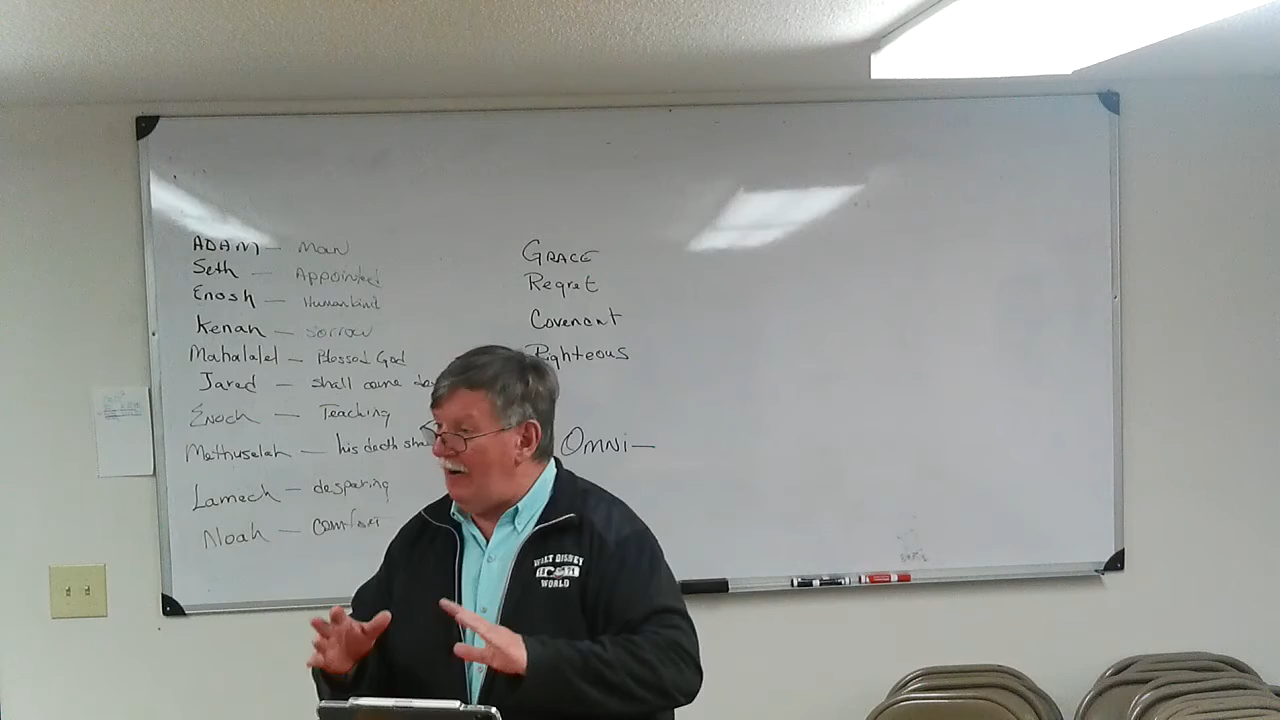 ADAM — Man
Seth — Appointed
Enosh — Humankind
Kenan — sorrow
Mahalalel — Blessed God
Jared — shall come
Enoch — Teaching
Methuselah — his death
Lamech — desparing
Noah — comfort
GRACE
Regret
Covenant
Righteous
OMNI—
WALT DISNEY
WORLD